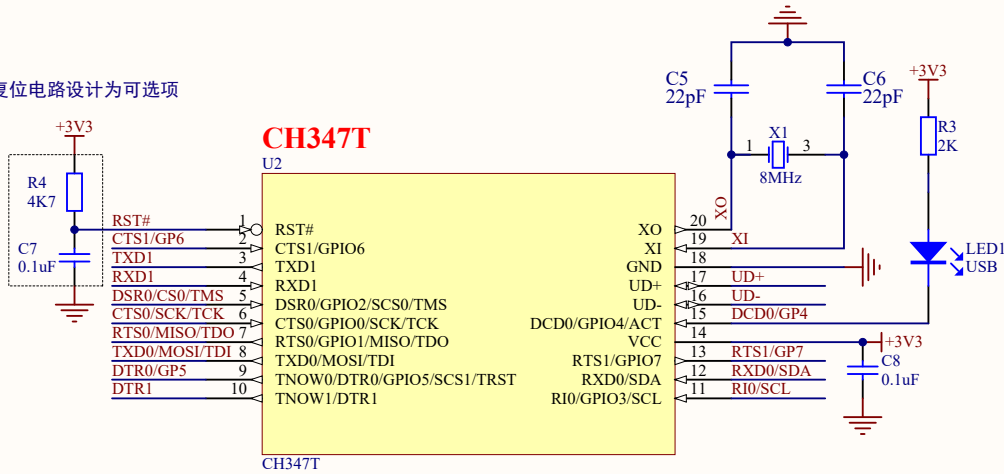 复位电路设计为可选项
+3V3
R4
4K7
C7
0.1uF
CH347T
U2
RST#
CTS1/GP6
TXD1
RXD1
DSR0/CS0/TMS
CTS0/SCK/TCK
RTS0/MISO/TDO
TXD0/MOSI/TDI
DTR0/GP5
DTR1
1
2
3
4
5
6
7
8
9
10
RST#
CTS1/GPIO6
TXD1
RXD1
DSR0/GPIO2/SCS0/TMS
CTS0/GPIO0/SCK/TCK
RTS0/GPIO1/MISO/TDO
TXD0/MOSI/TDI
TNOW0/DTR0/GPIO5/SCS1/TRST
TNOW1/DTR1
XO
XI
GND
UD+
UD-
DCD0/GPIO4/ACT
VCC
RTS1/GPIO7
RXD0/SDA
RI0/GPIO3/SCL
20
19
18
17
16
15
14
13
12
11
XO
XI
UD+
UD-
DCD0/GP4
RTS1/GP7
RXD0/SDA
RI0/SCL
CH347T
C5
22pF
C6
22pF
X1
1
3
8MHz
+3V3
R3
2K
LED1
USB
+3V3
C8
0.1uF